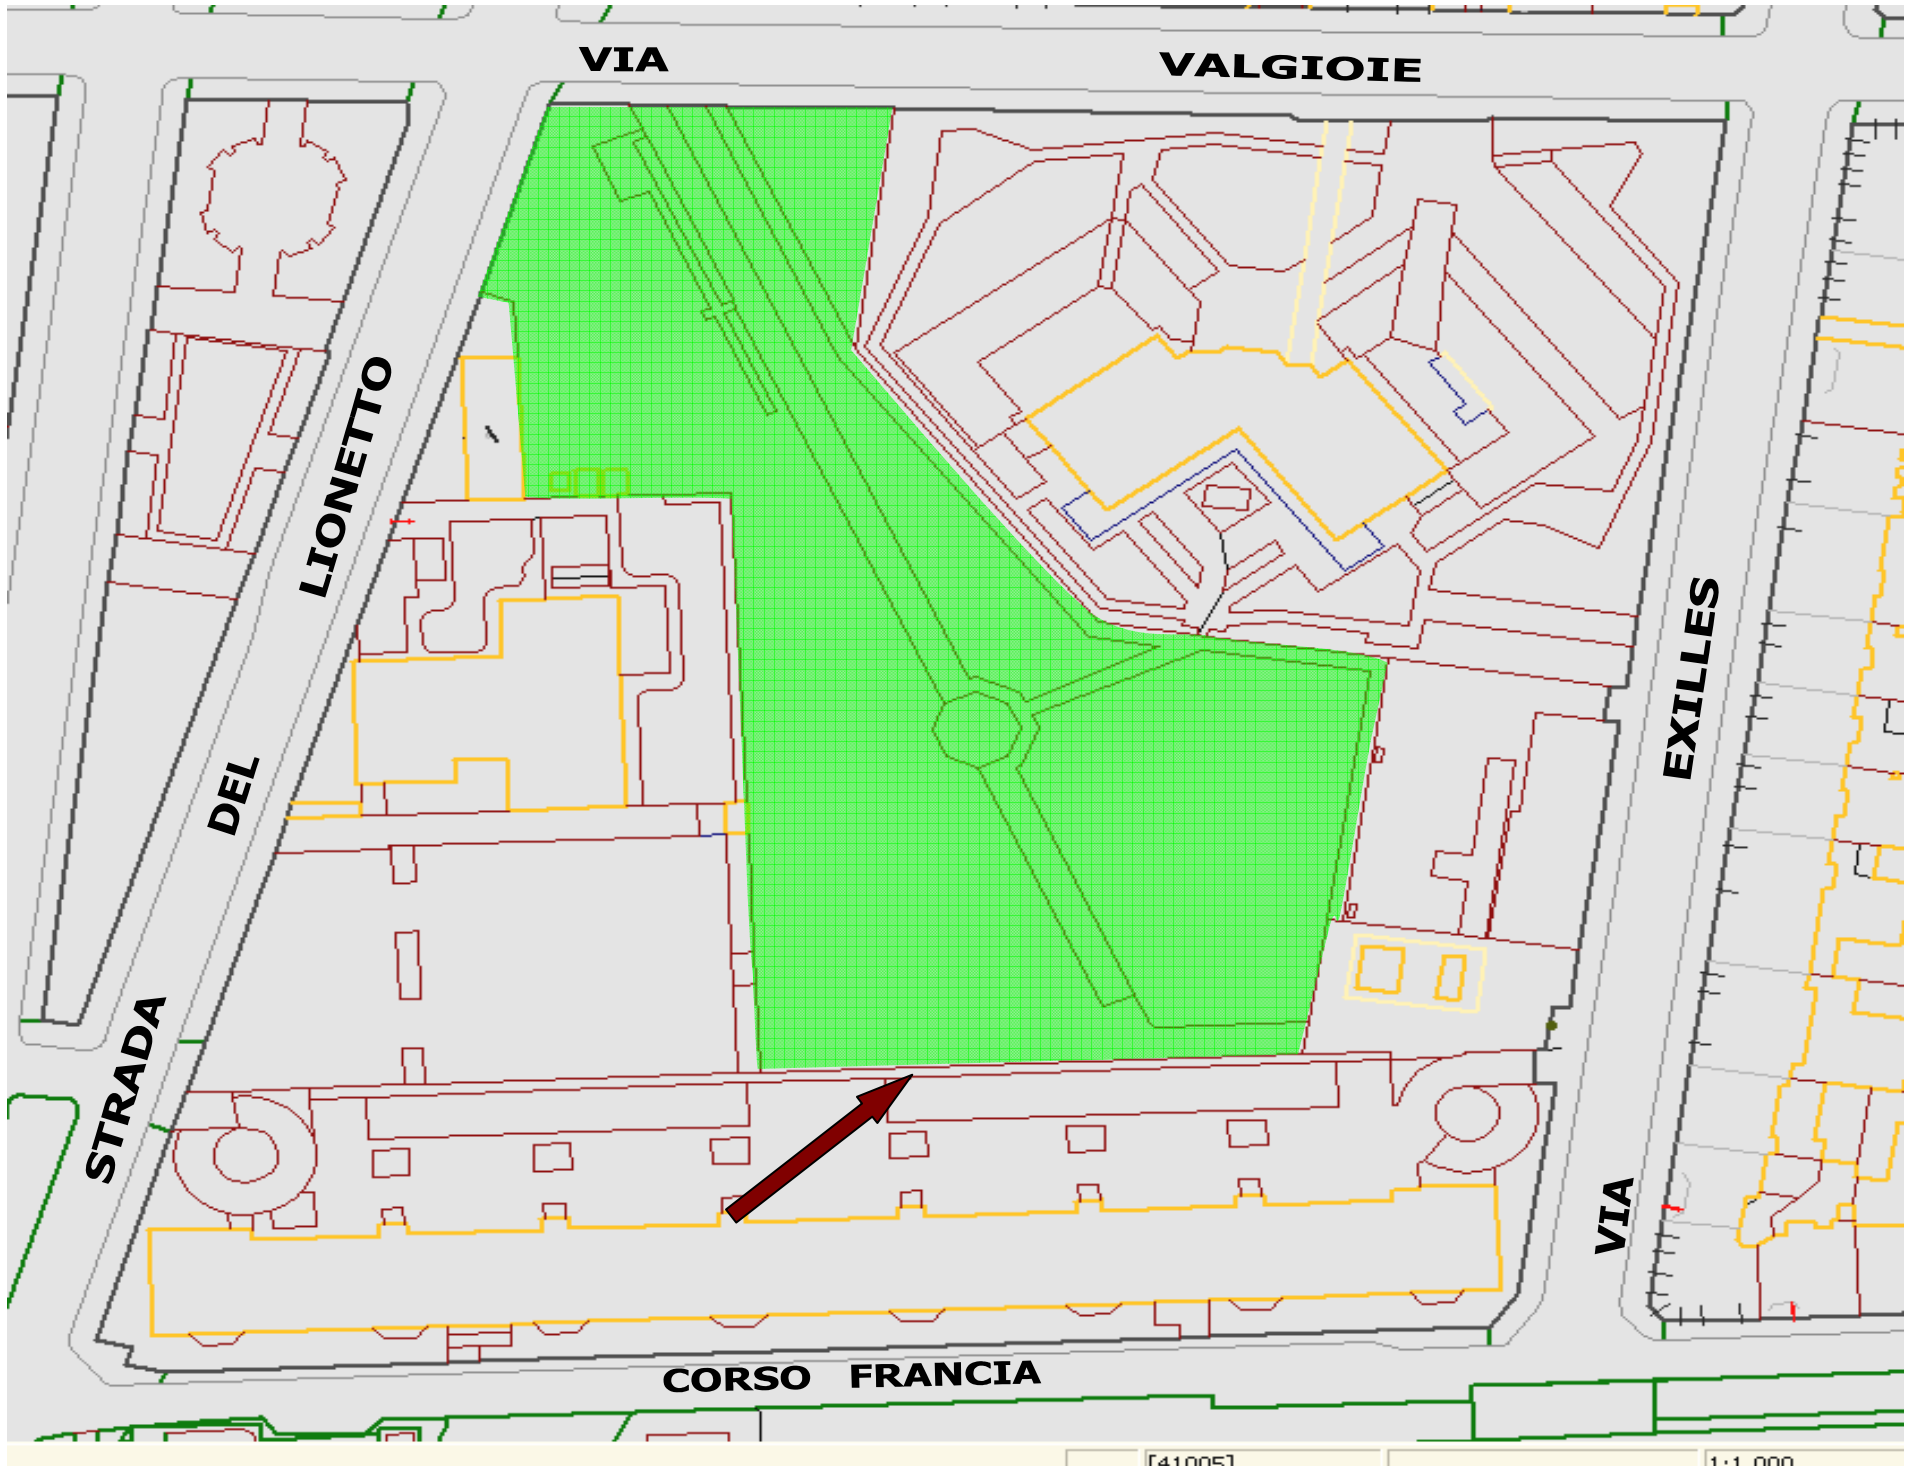 VIA VALGIOIE
STRADA DEL LIONETTO
VIA EXILLES
CORSO FRANCIA
[41005]
1:1.000